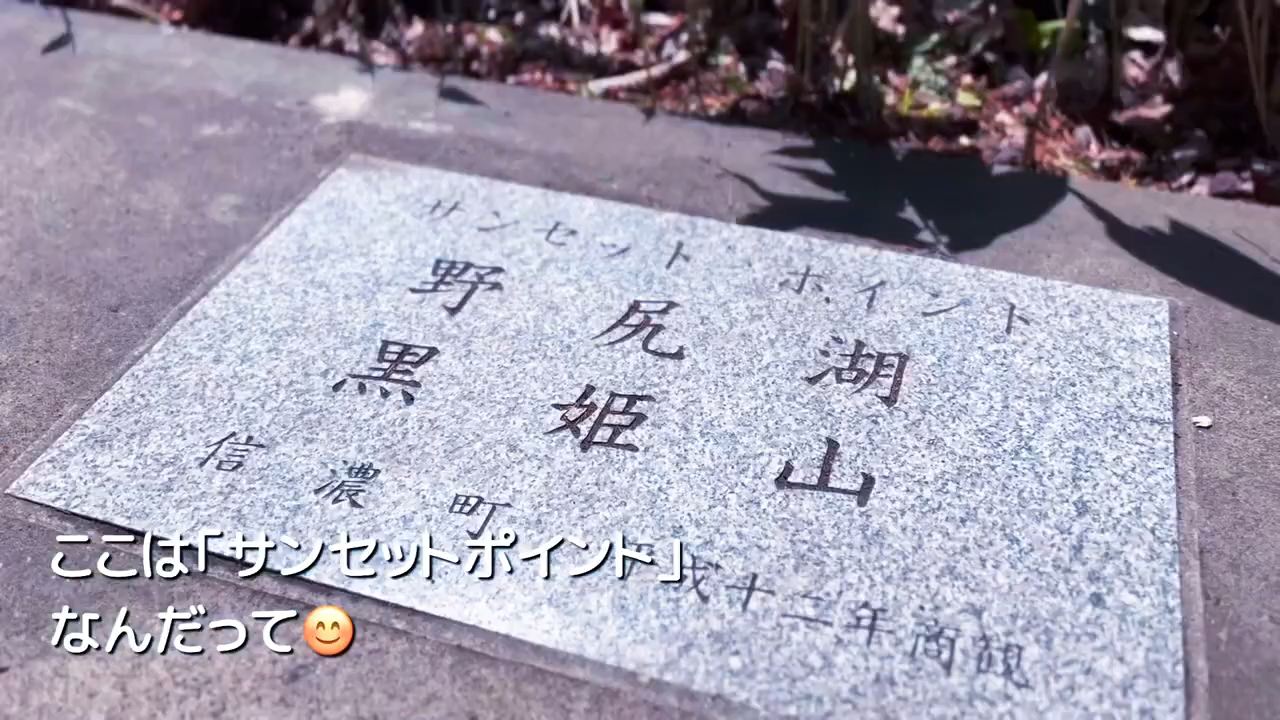 サンセット ポイント
野尻湖
黒姫山
信濃町
成十二年商観
ここは「サンセットポイント」
なんだって😊